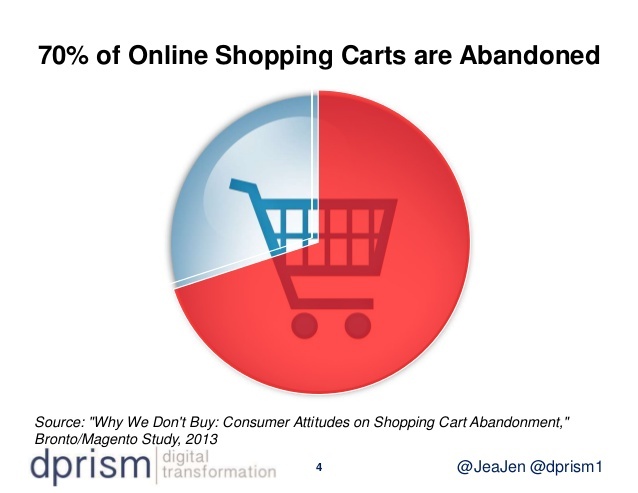 70% of Online Shopping Carts are Abandoned
Source: "Why We Don't Buy: Consumer Attitudes on Shopping Cart Abandonment,"
Bronto/Magento Study, 2013
dprism digital
transformation
4
@JeaJen @dprism1